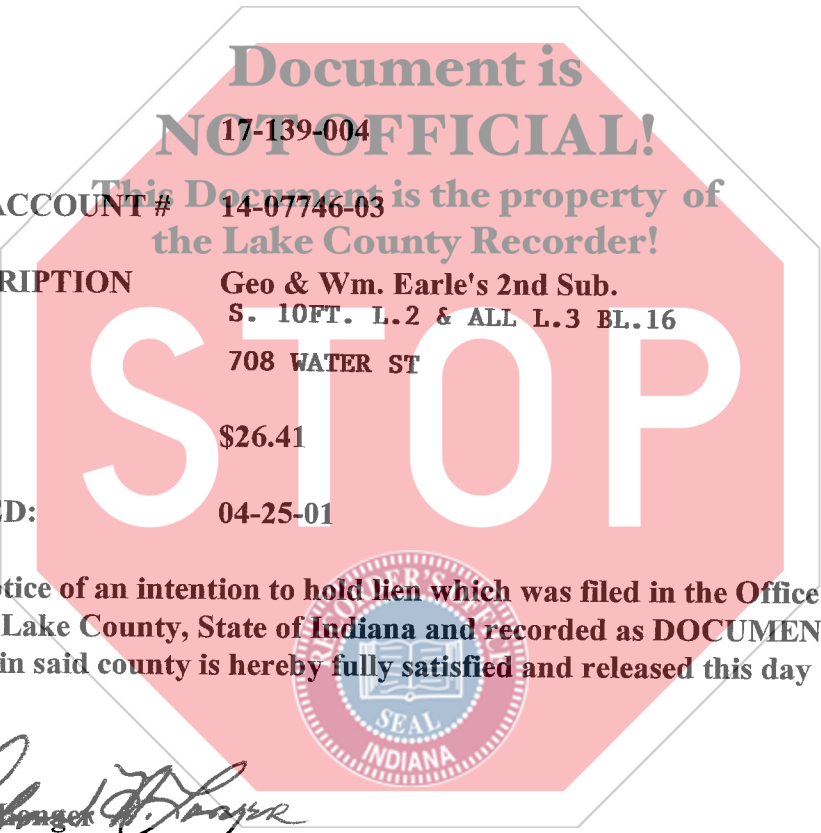 Document is
NOT OFFICIAL!
17-139-004
This Document is the property of
ACCOUNT # 14-07746-03
the Lake County Recorder!
RIPTION Geo & Wm. Earle's 2nd Sub.
S. 10FT. L.2 & ALL L.3 BL.16
708 WATER ST
STOP
$26.41
ED: 04-25-01
tice of an intention to hold lien which was filed in the Office
Lake County, State of Indiana and recorded as DOCUMEN
in said county is hereby fully satisfied and released this day
SEAL
INDIANA